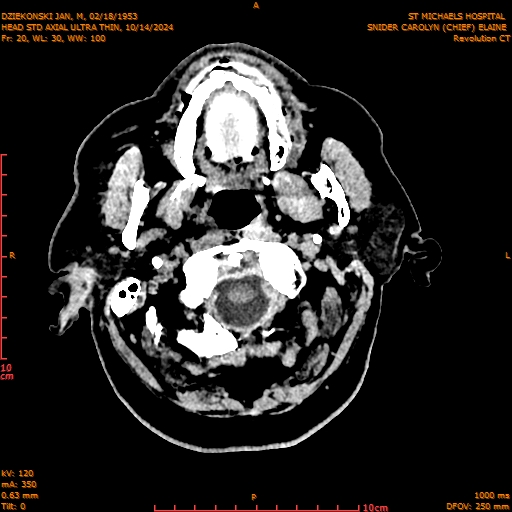 A
DZIEKONSKI JAN, M, 02/18/1953
HEAD STD AXIAL ULTRA THIN, 10/14/2024
Fr: 20, WL: 30, WW: 100
ST MICHAELS HOSPITAL
SNIDER CAROLYN (CHIEF) ELAINE
Revolution CT
R
L
10
cm
kV: 120
mA: 350
0.63 mm
Tilt: 0
P
10cm
1000 ms
DFOV: 250 mm